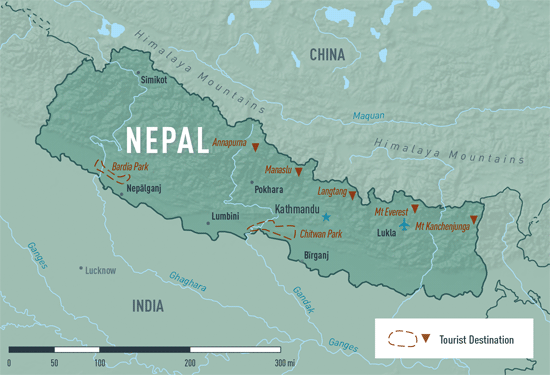 CHINA
Himalaya Mountains
Simikot
Maquan
NEPAL
Annapurna
Himalaya Mountains
Bardia Park
Manaslu
Nepālganj
Pokhara
Langtang
Lumbini
Kathmandu
Mt Everest
Mt Kanchenjunga
Chitwan Park
Lukla
Birganj
Ganges
Lucknow
Ghaghara
INDIA
Gandak
Ganges
Tourist Destination
0 50 100 200 300 mi